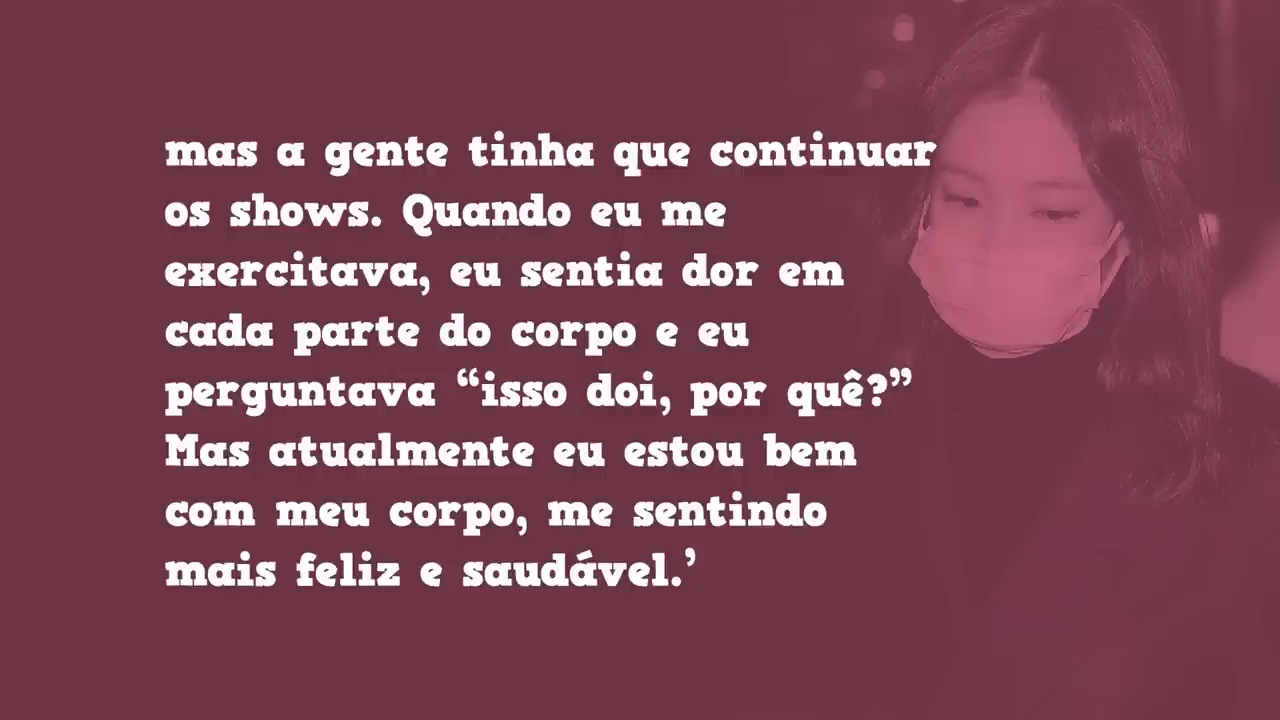 mas a gente tinha que continuar
os shows. Quando eu me
exercitava, eu sentia dor em
cada parte do corpo e eu
perguntava “isso doi, por quê?”
Mas atualmente eu estou bem
com meu corpo, me sentindo
mais feliz e saudável.’